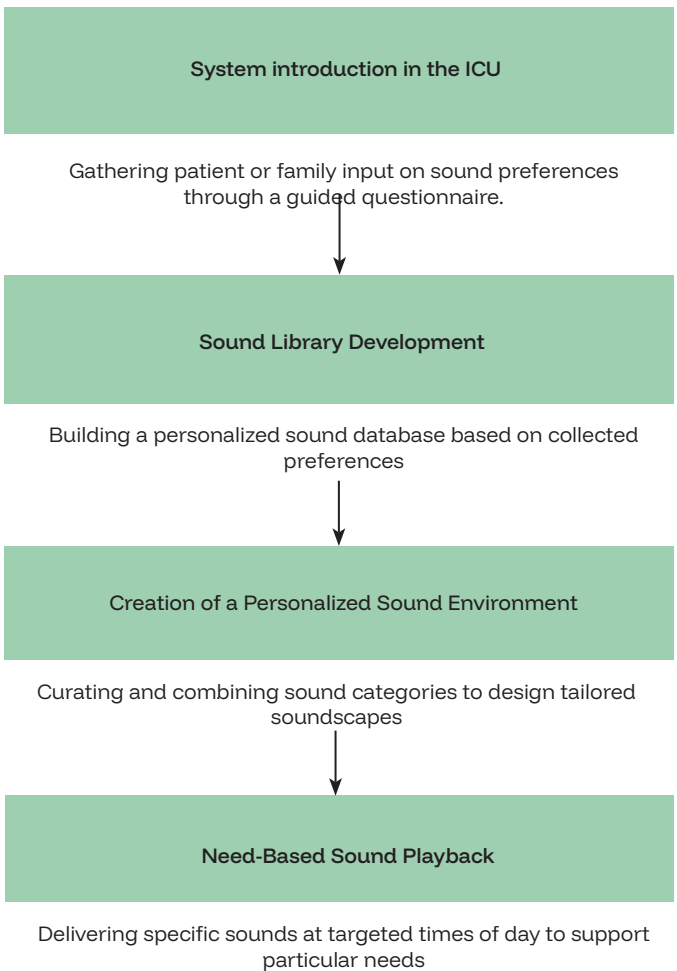 System introduction in the ICU
Gathering patient or family input on sound preferences
through a guided questionnaire.
Sound Library Development
Building a personalized sound database based on collected
preferences
Creation of a Personalized Sound Environment
Curating and combining sound categories to design tailored
soundscapes
Need-Based Sound Playback
Delivering specific sounds at targeted times of day to support
particular needs